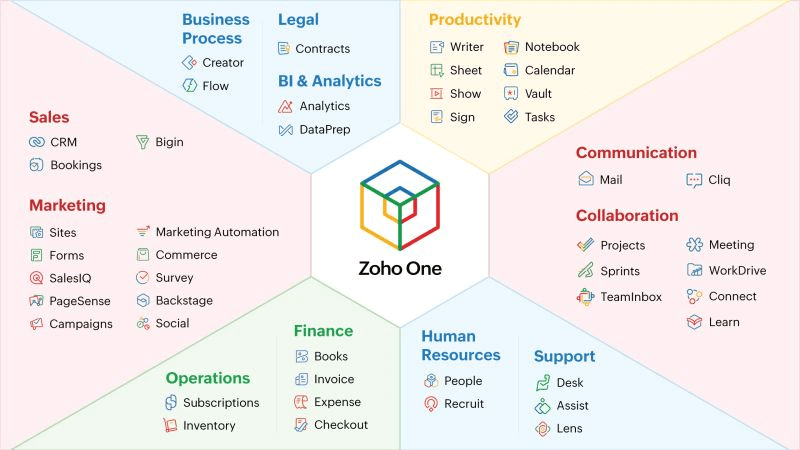 Business
Process
Creator
Flow
Legal
Contracts
BI & Analytics
Analytics
DataPrep
Productivity
Writer
Notebook
Sheet
Calendar
Show
Vault
Sign
Tasks
Sales
CRM
Bigin
Bookings
Marketing
Sites
Marketing Automation
Forms
Commerce
SalesIQ
Survey
PageSense
Backstage
Campaigns
Social
Zoho One
Communication
Mail
Cliq
Collaboration
Projects
Meeting
Sprints
WorkDrive
TeamInbox
Connect
Learn
Operations
Subscriptions
Inventory
Finance
Books
Invoice
Expense
Checkout
Human
Resources
People
Recruit
Support
Desk
Assist
Lens